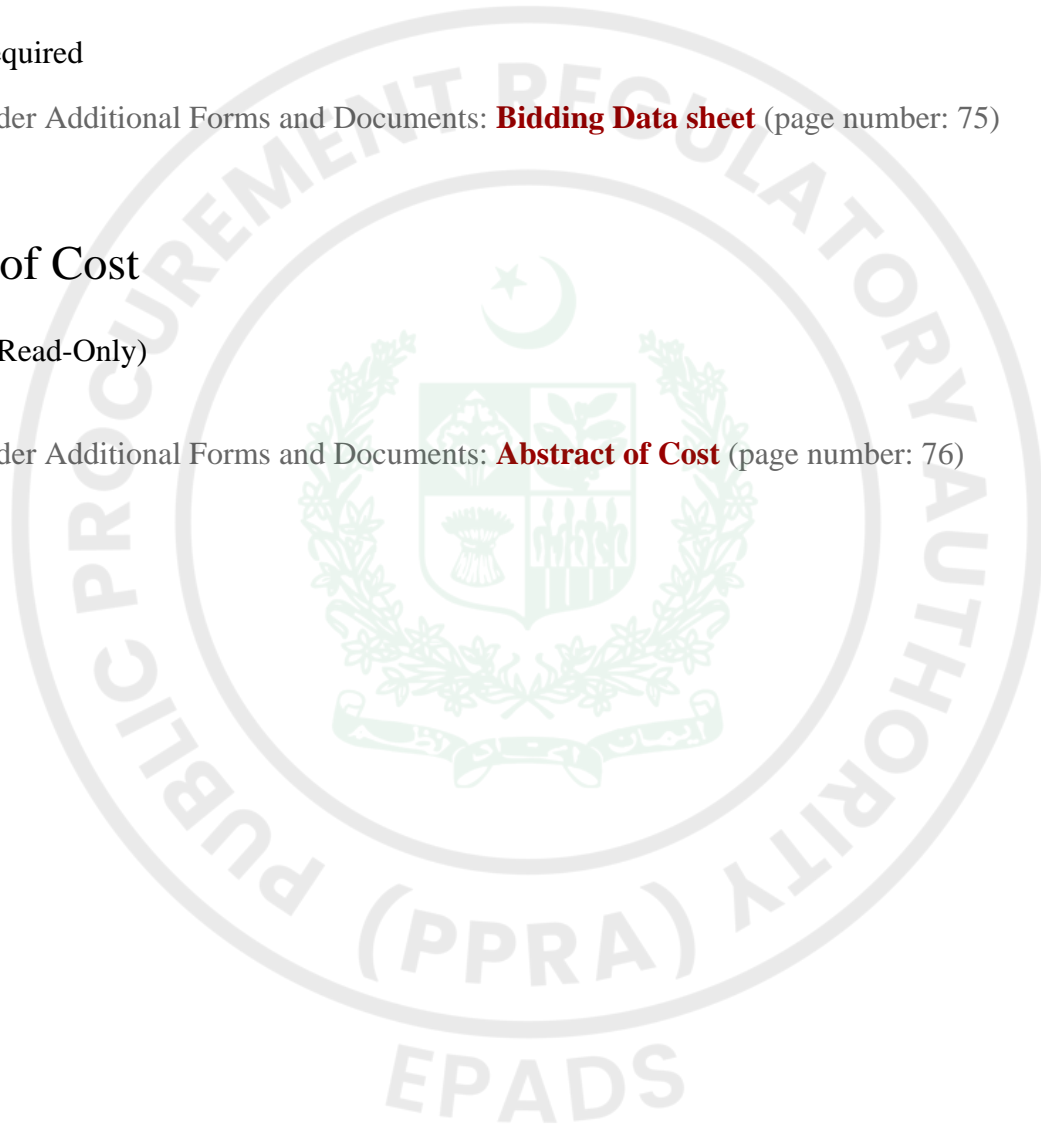 equired
der Additional Forms and Documents: Bidding Data sheet (page number: 75)
of Cost
Read-Only)
der Additional Forms and Documents: Abstract of Cost (page number: 76)
PUBLIC PROCUREMENT REGULATORY AUTHORITY
(PPRA)
EPADS